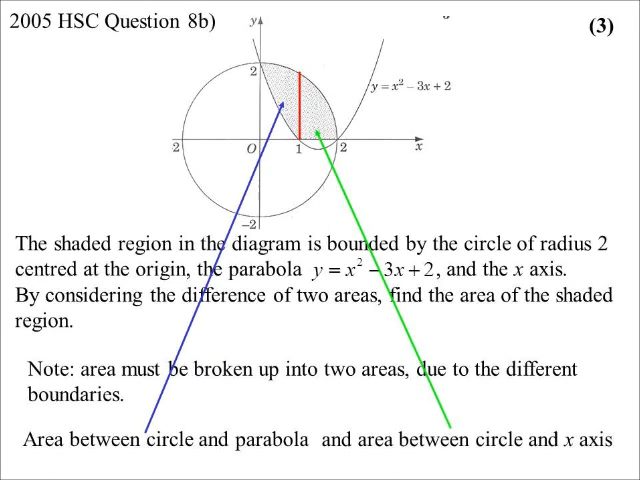 2005 HSC Question 8b)
(3)
y
2
y = x² – 3x + 2
2
O
1
2
x
–2
The shaded region in the diagram is bounded by the circle of radius 2
centred at the origin, the parabola y = x² – 3x + 2, and the x axis.
By considering the difference of two areas, find the area of the shaded
region.
Note: area must be broken up into two areas, due to the different
boundaries.
Area between circle and parabola and area between circle and x axis